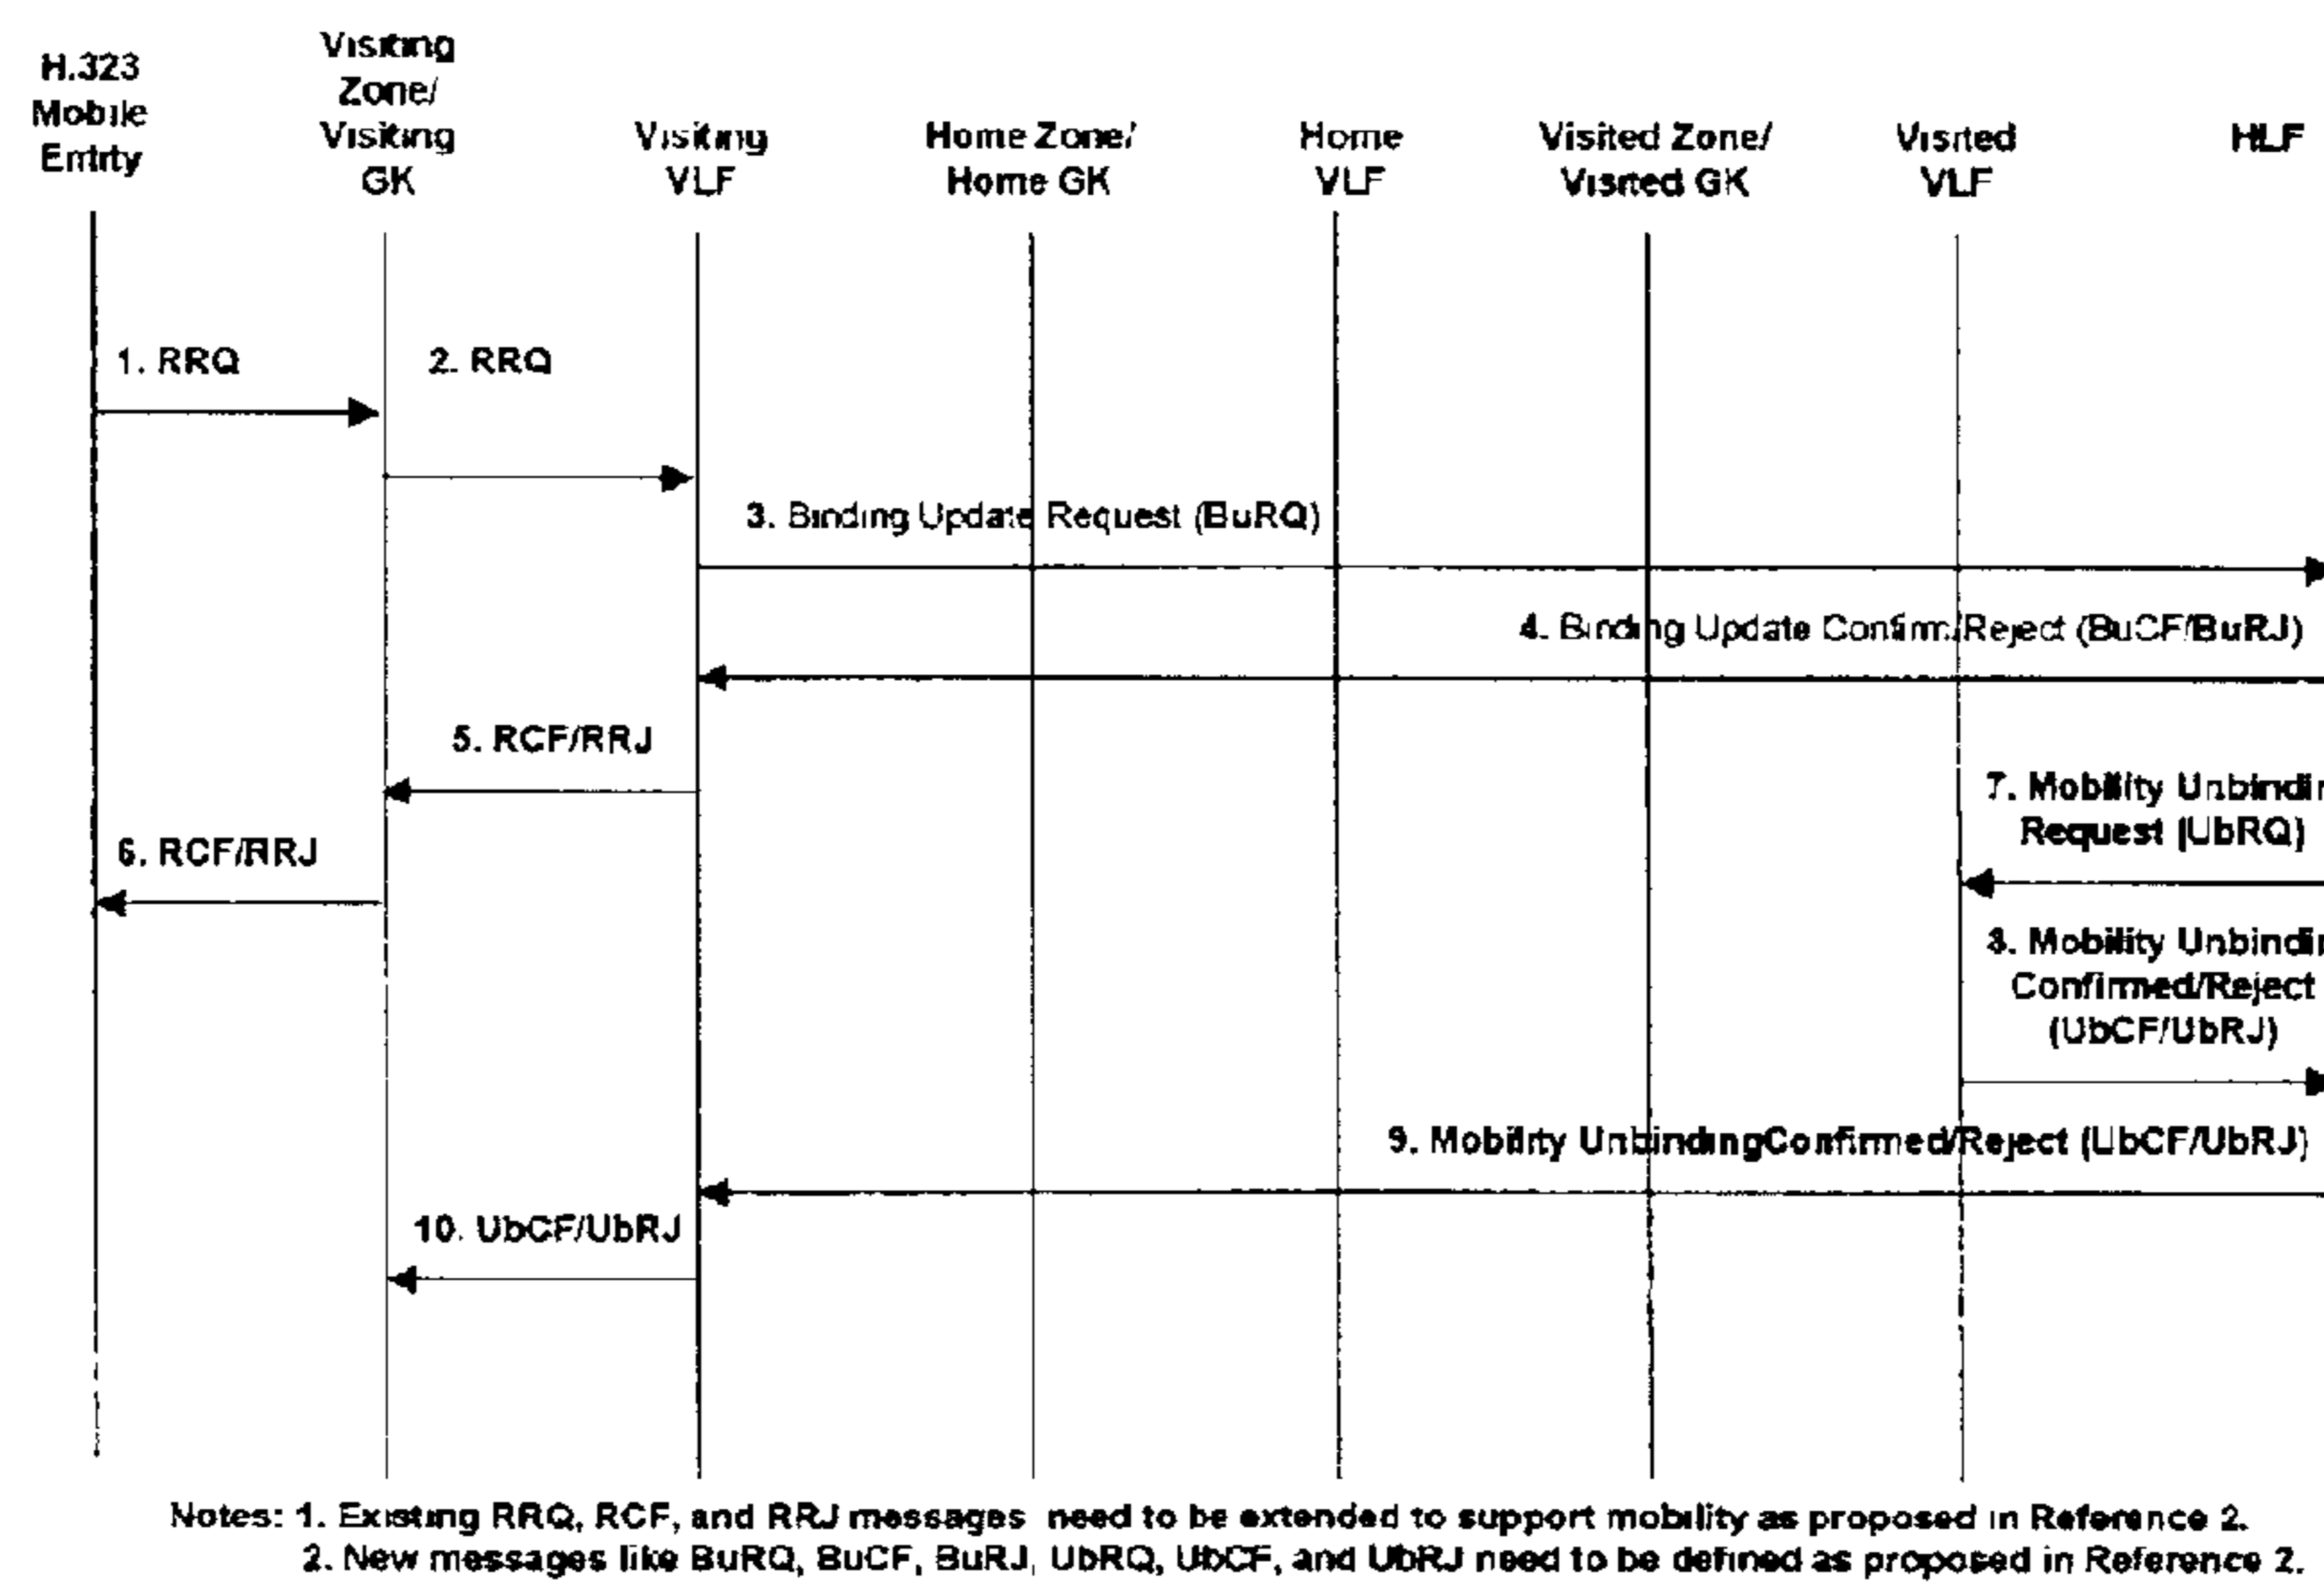 H.323
Mobile
Entity
Visiting
Zone/
Visiting
GK
Visiting
VLF
Home Zone/
Home GK
Home
VLF
Visited Zone/
Visited GK
Visited
VLF
HLF
1. RRQ
2. RRQ
3. Binding Update Request (BuRQ)
4. Binding Update Confirm/Reject (BuCF/BuRJ)
5. RCF/RRJ
6. RCF/RRJ
7. Mobility Unbindin
Request (UbRQ)
8. Mobility Unbindin
Confirmed/Reject
(UbCF/UbRJ)
9. Mobility UnbindingConfirmed/Reject (UbCF/UbRJ)
10. UbCF/UbRJ
Notes: 1. Existing RRQ, RCF, and RRJ messages need to be extended to support mobility as proposed in Reference 2.
2. New messages like BuRQ, BuCF, BuRJ, UbRQ, UbCF, and UbRJ need to be defined as proposed in Reference 2.